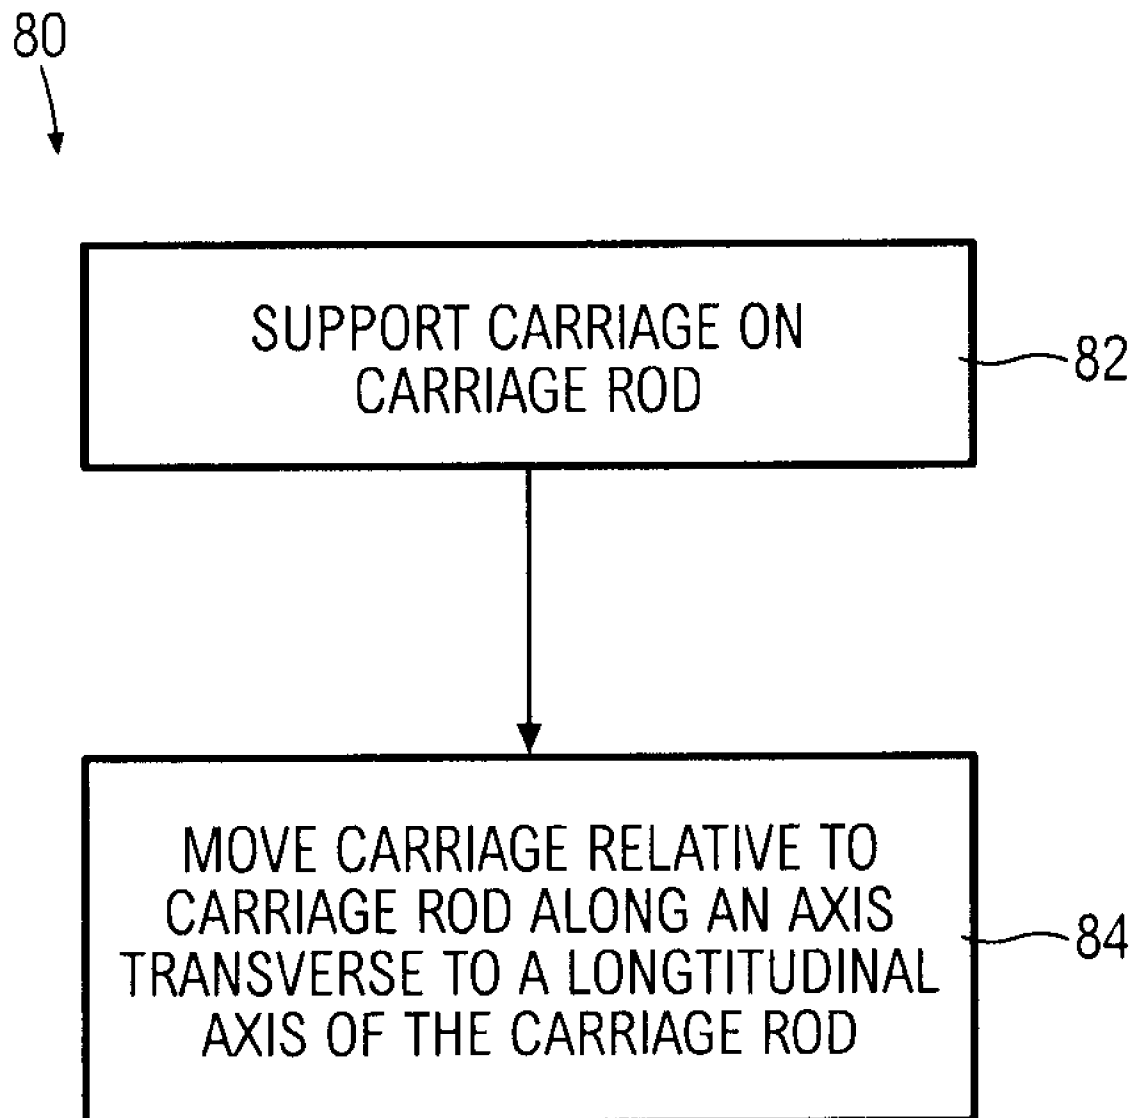 80
SUPPORT CARRIAGE ON
CARRIAGE ROD
82
MOVE CARRIAGE RELATIVE TO
CARRIAGE ROD ALONG AN AXIS
TRANSVERSE TO A LONGTITUDINAL
AXIS OF THE CARRIAGE ROD
84